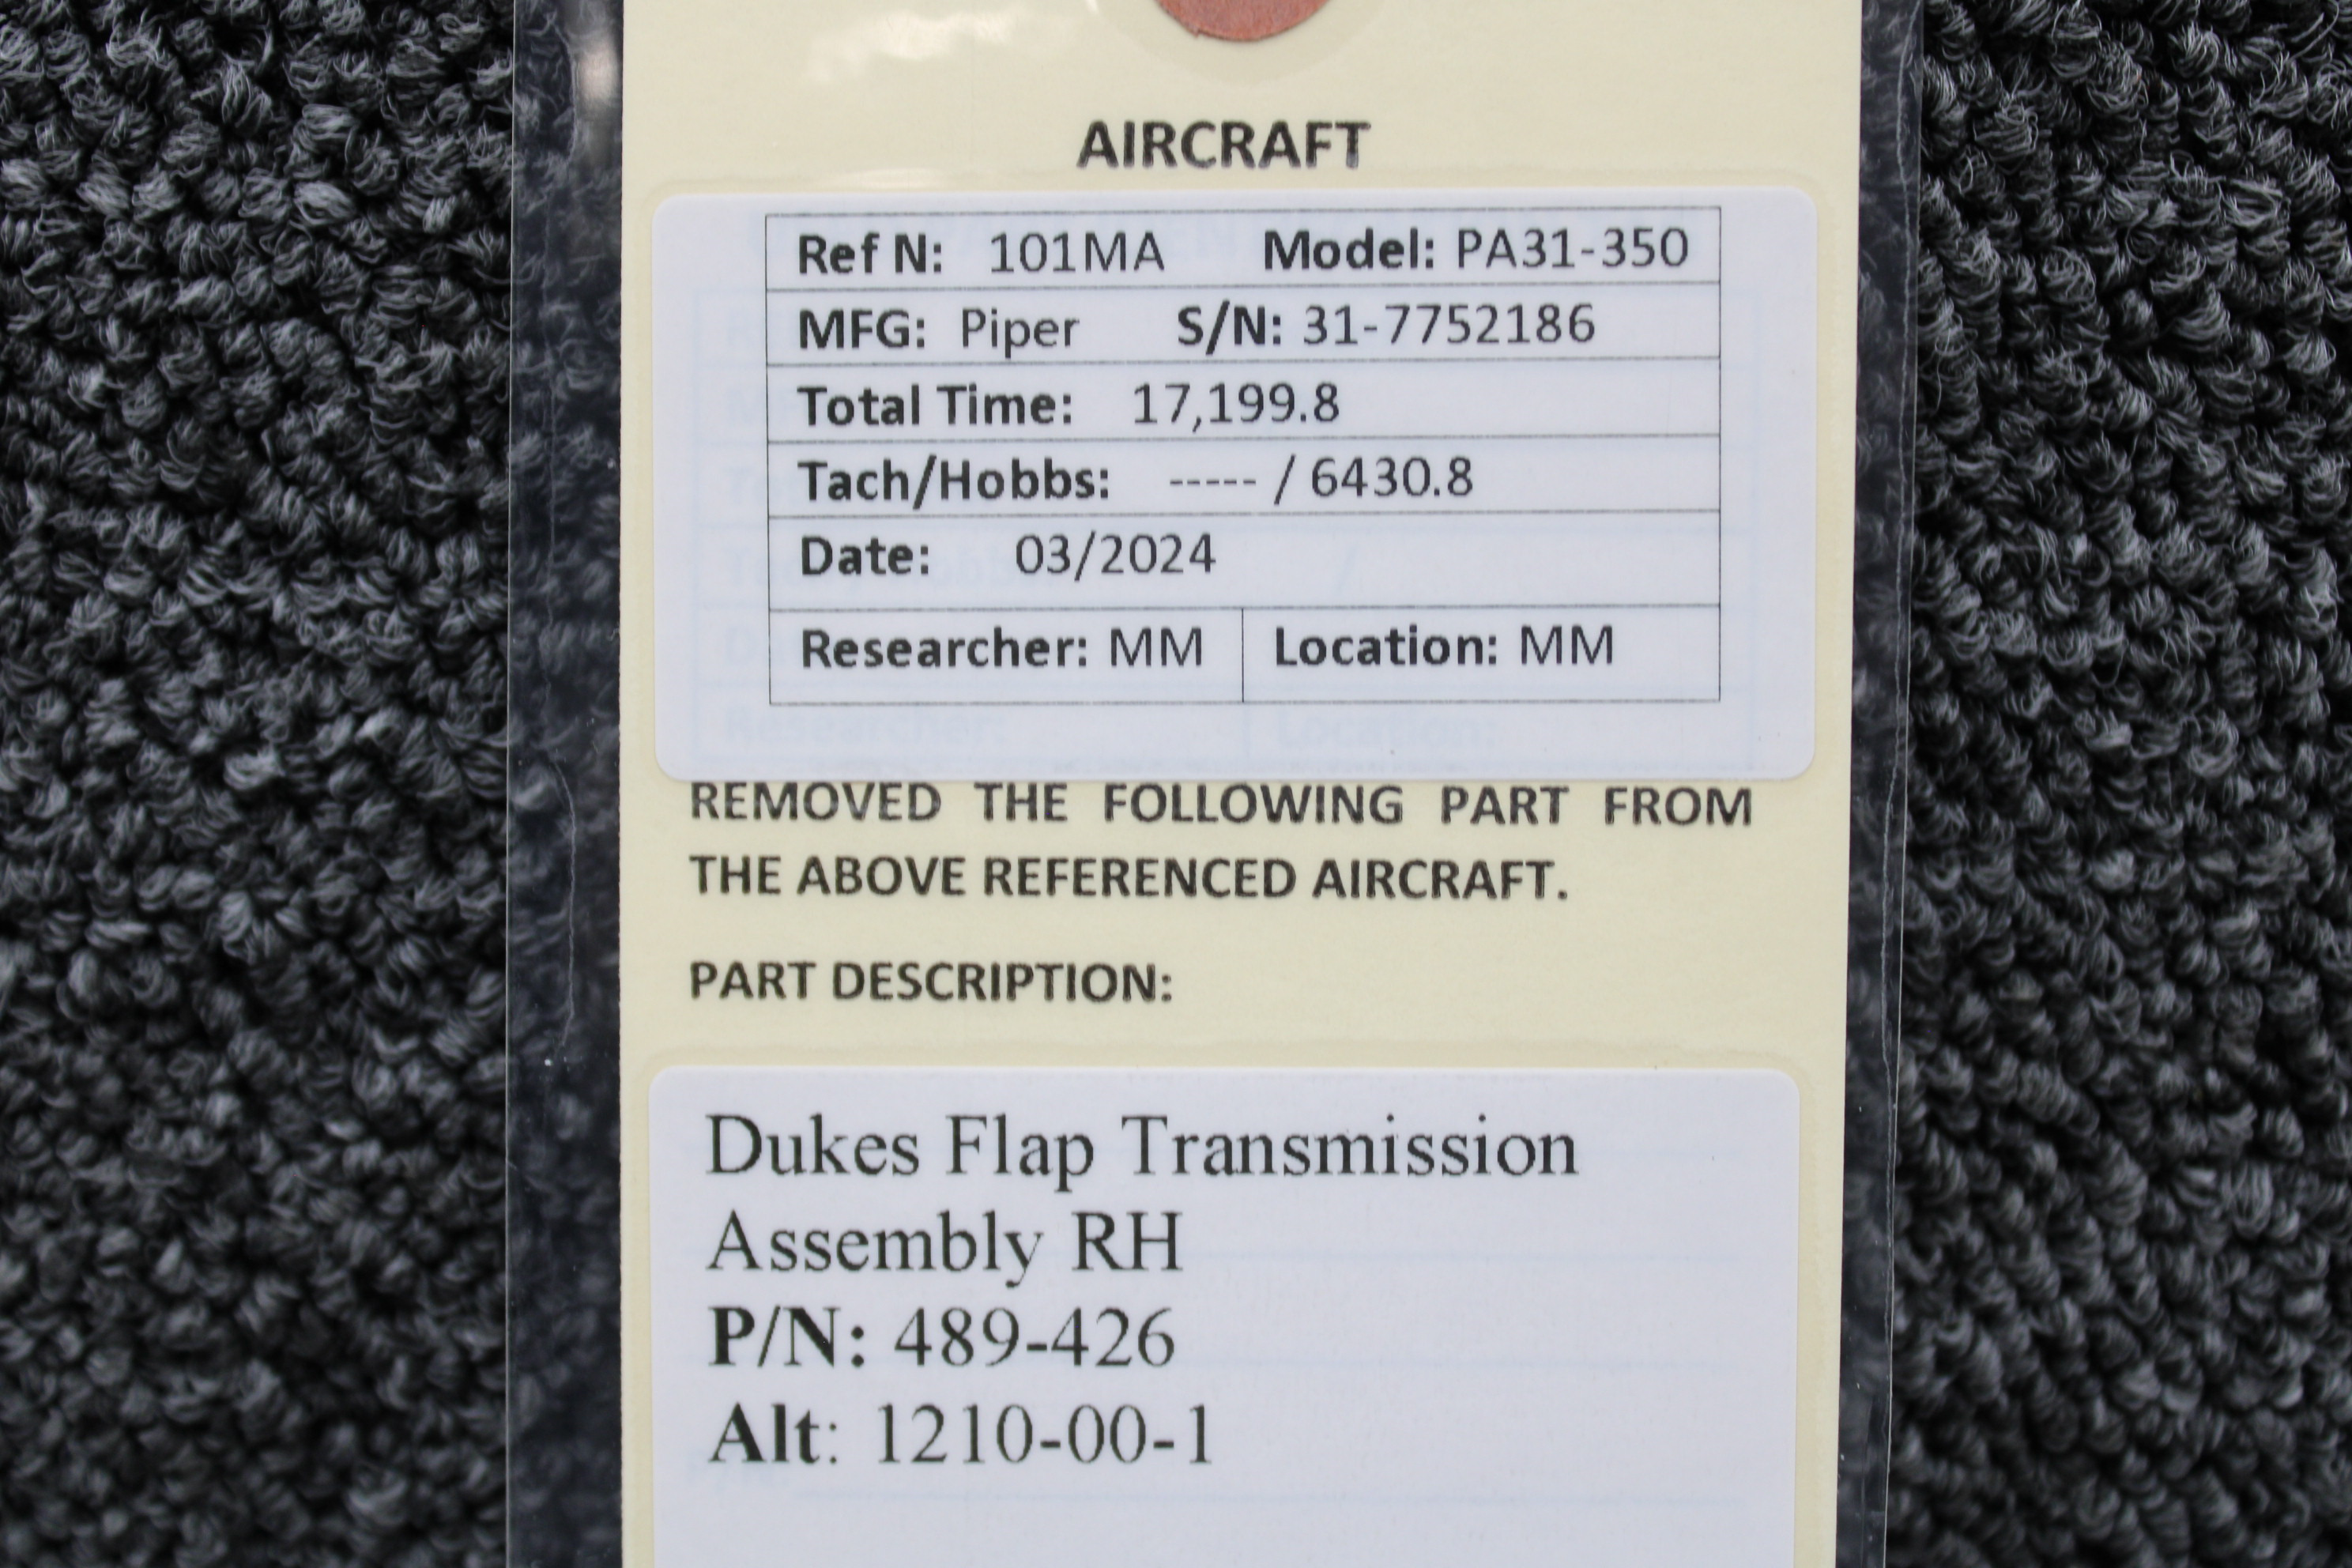 AIRCRAFT
Ref N: 101MA Model: PA31-350
MFG: Piper S/N: 31-7752186
Total Time: 17,199.8
Tach/Hobbs: ----- / 6430.8
Date: 03/2024
Researcher: MM Location: MM
Researcher: Location:
REMOVED THE FOLLOWING PART FROM
THE ABOVE REFERENCED AIRCRAFT.
PART DESCRIPTION:
Dukes Flap Transmission
Assembly RH
P/N: 489-426
Alt: 1210-00-1